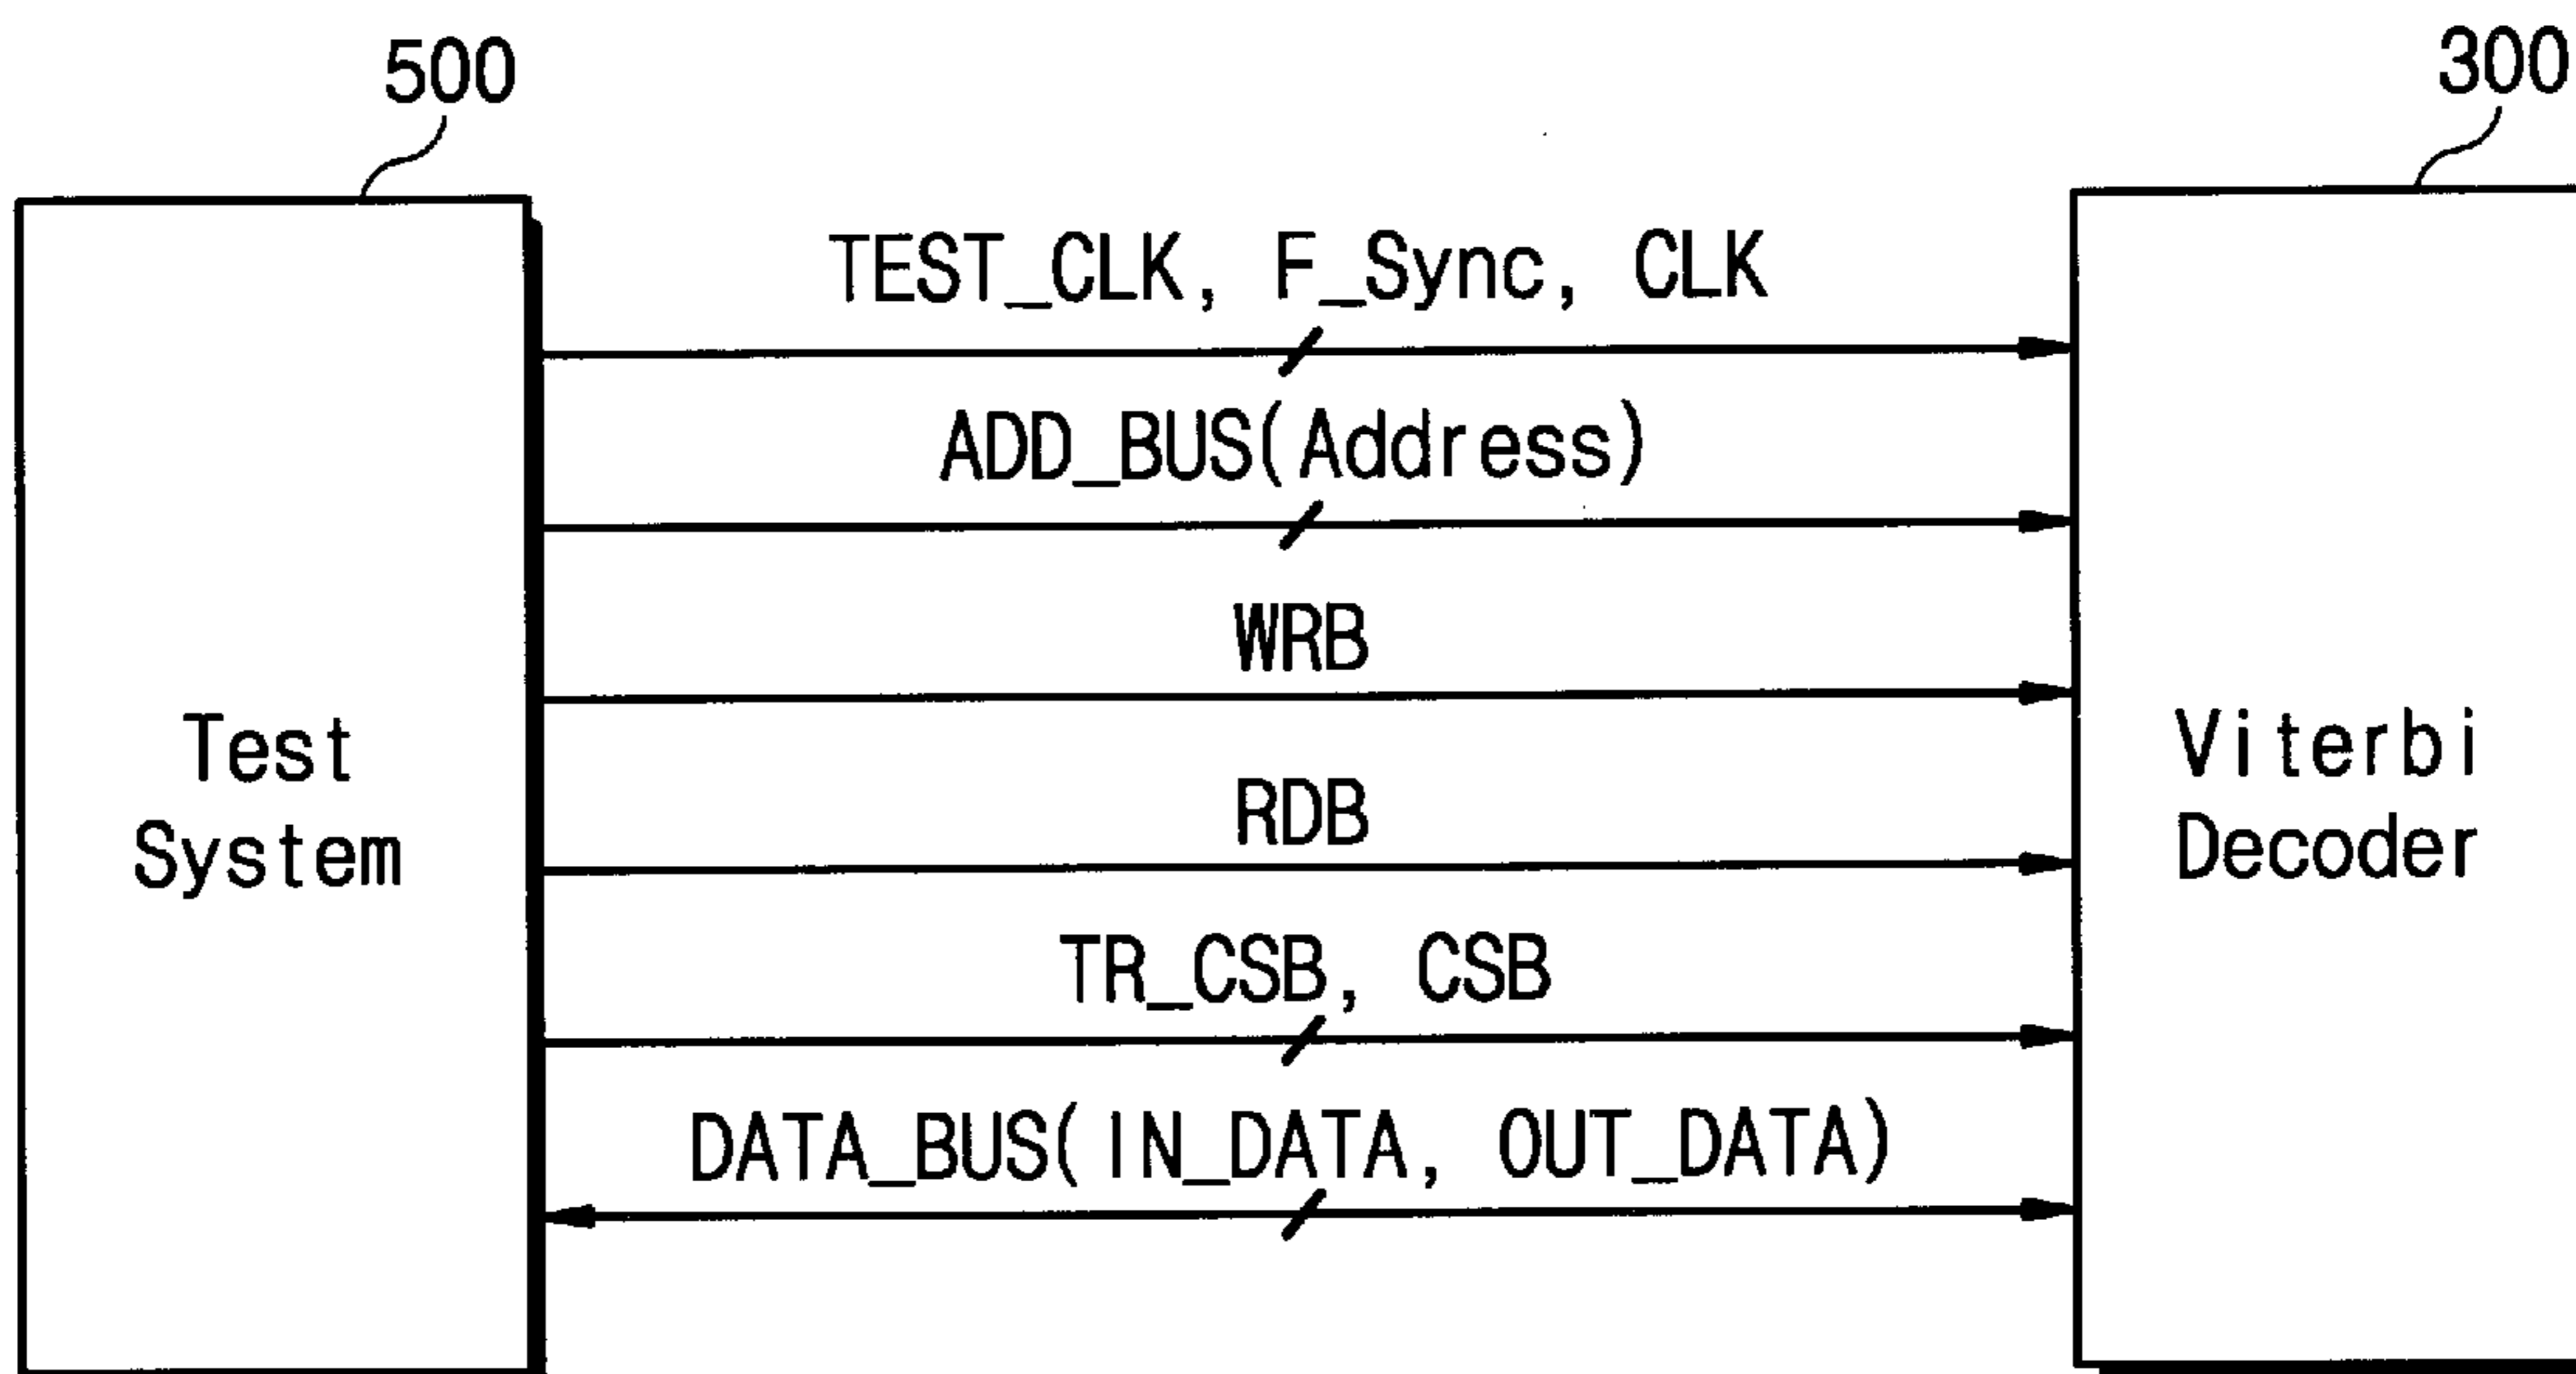 500
300
TEST_CLK, F_Sync, CLK
ADD_BUS(Address)
WRB
RDB
TR_CSB, CSB
DATA_BUS(IN_DATA, OUT_DATA)
Test
System
Viterbi
Decoder